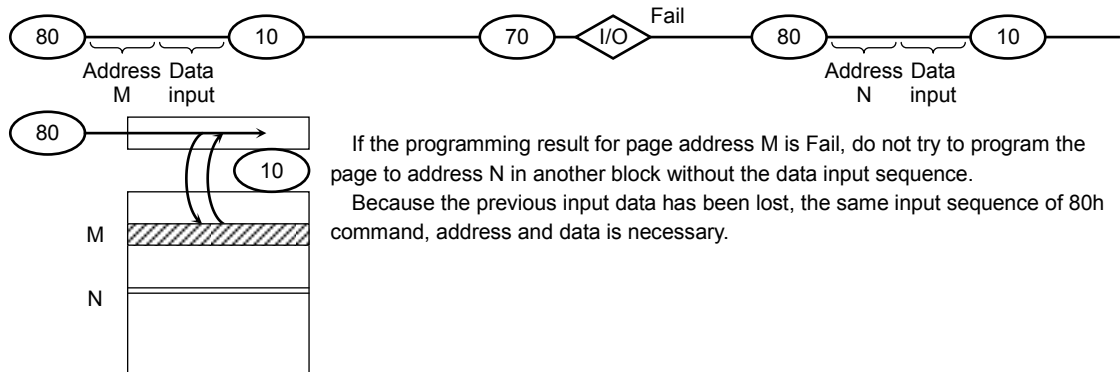 Fail
80 10 70 I/O 80 10
Address Data Address Data
M input N input
80
10
If the programming result for page address M is Fail, do not try to program the
page to address N in another block without the data input sequence.
Because the previous input data has been lost, the same input sequence of 80h
command, address and data is necessary.
M
N